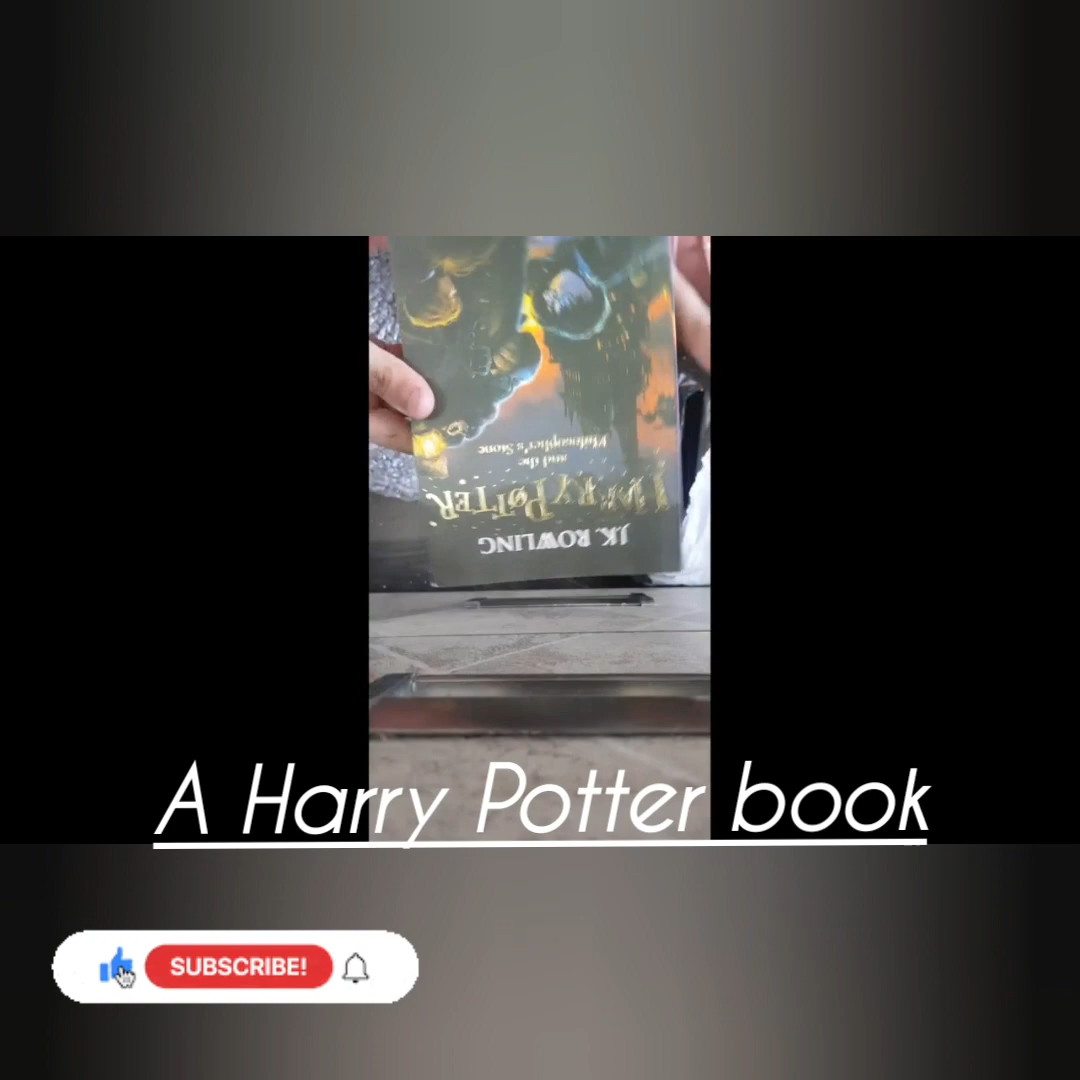 J.K. ROWLING
HARRY POTTER
and the
Philosopher's Stone
A Harry Potter book
SUBSCRIBE!